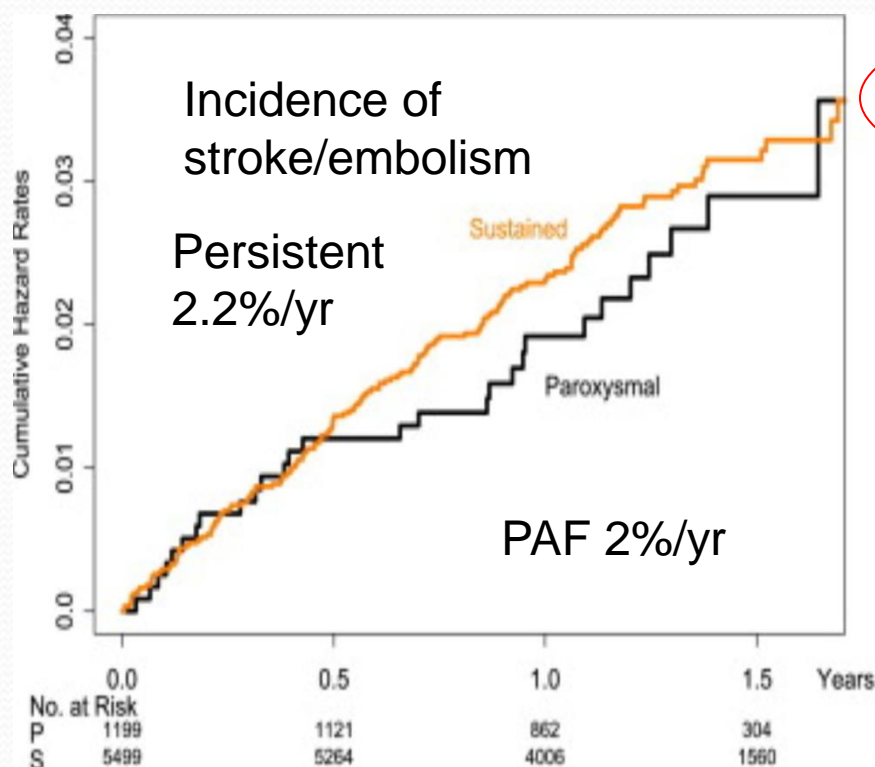 0.04
Incidence of
stroke/embolism
Cumulative Hazard Rates
0.03
Sustained
Persistent
2.2%/yr
0.02
Paroxysmal
0.01
PAF 2%/yr
0.0
0.0 0.5 1.0 1.5 Years
No. at Risk
P 1199 1121 862 304
S 5499 5264 4006 1560